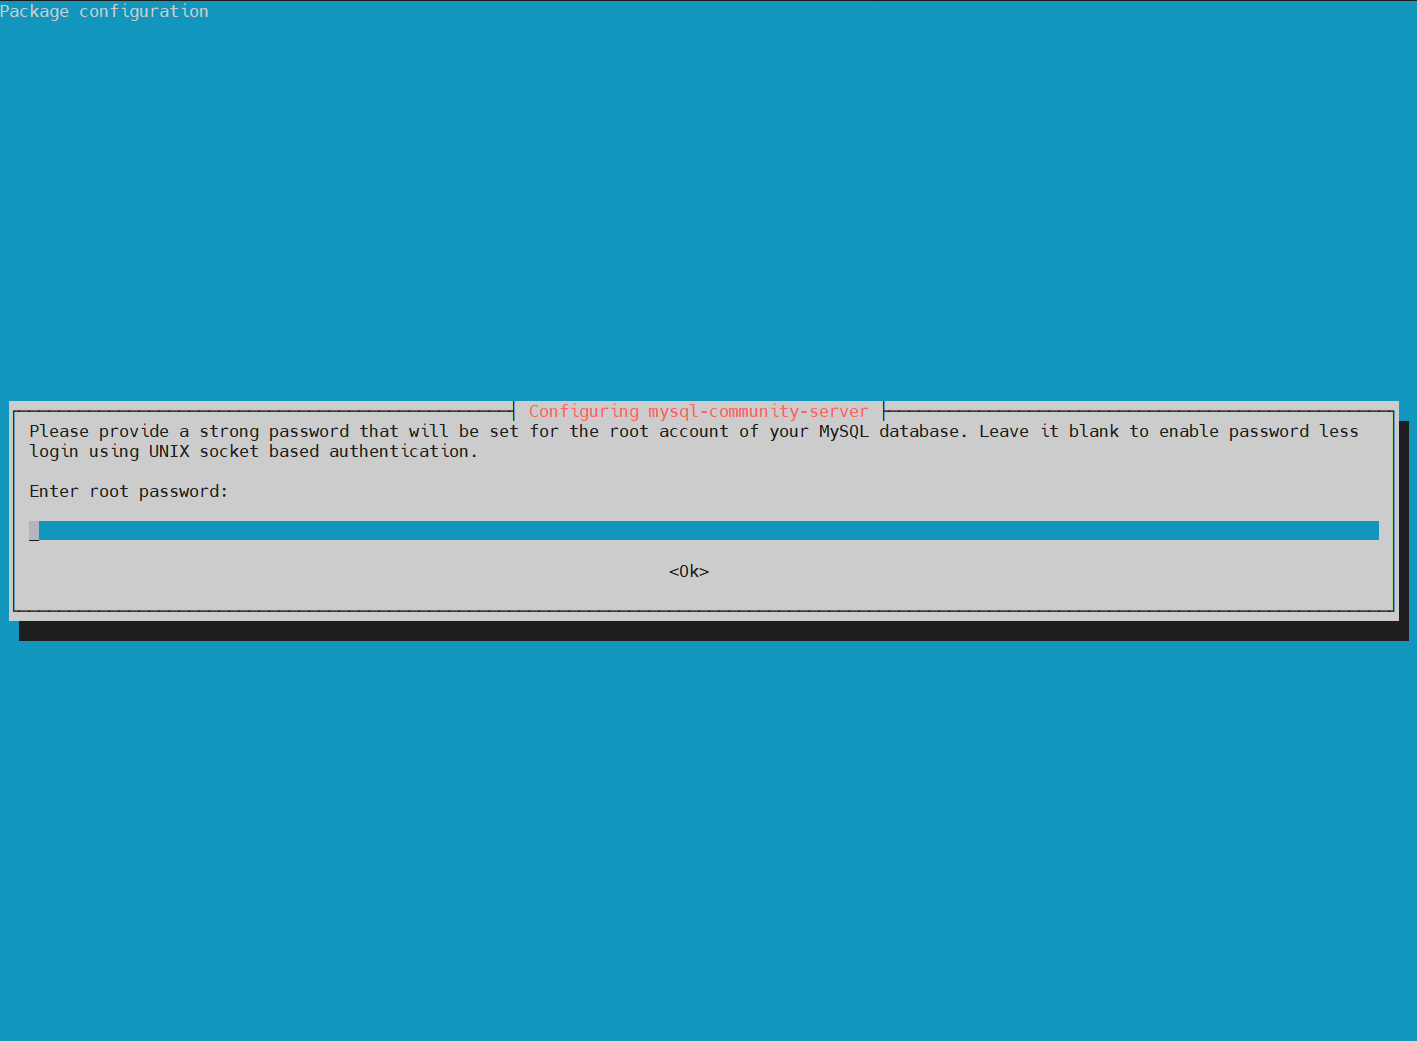 Package configuration
Configuring mysql-community-server
Please provide a strong password that will be set for the root account of your MySQL database. Leave it blank to enable password less
login using UNIX socket based authentication.
Enter root password:
<Ok>